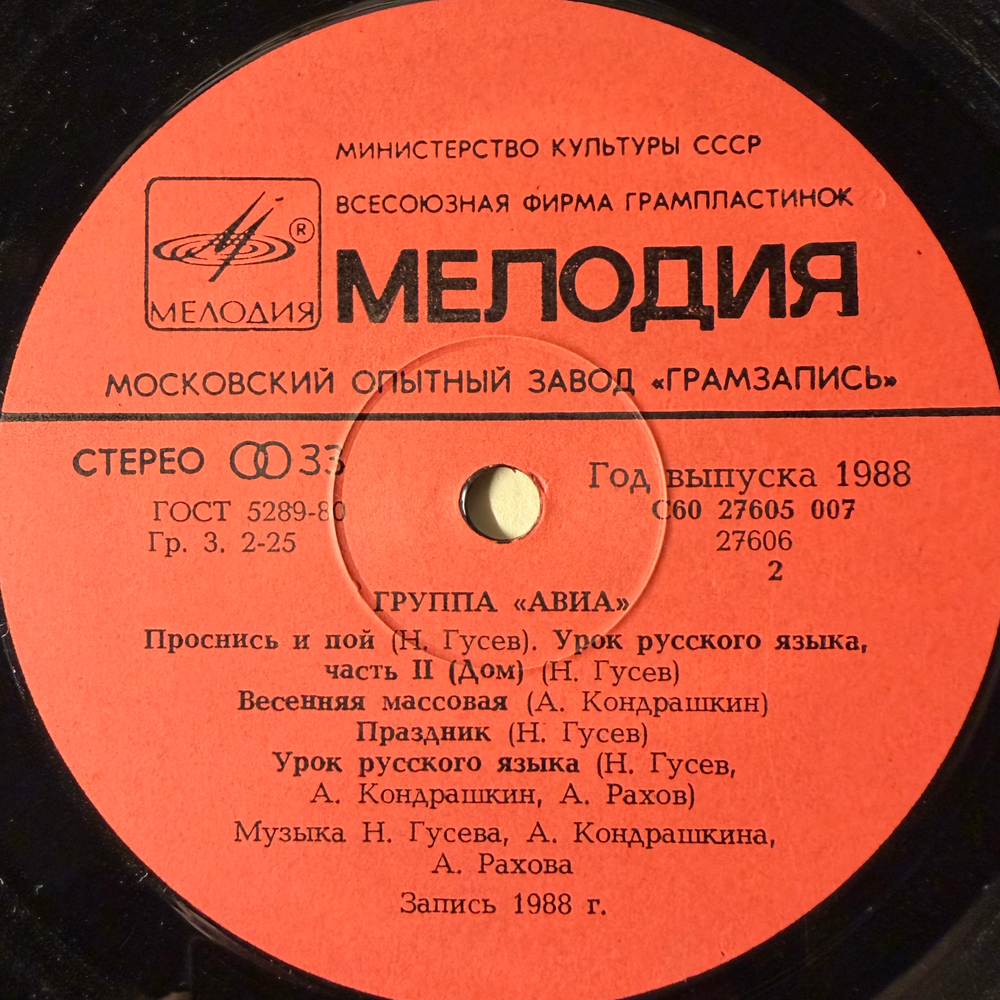 МИНИСТЕРСТВО КУЛЬТУРЫ СССР
ВСЕСОЮЗНАЯ ФИРМА ГРАМПЛАСТИНОК
®
МЕЛОДИЯ
МЕЛОДИЯ
МОСКОВСКИЙ ОПЫТНЫЙ ЗАВОД «ГРАМЗАПИСЬ»
СТЕРЕО 33
Год выпуска 1988
ГОСТ 5289-80
С60 27605 007
Гр. 3. 2-25
27606
2
ГРУППА «АВИА»
Проснись и пой (Н. Гусев). Урок русского языка,
часть II (Дом) (Н. Гусев)
Весенняя массовая (А. Кондрашкин)
Праздник (Н. Гусев)
Урок русского языка (Н. Гусев,
А. Кондрашкин, А. Рахов)
Музыка Н. Гусева, А. Кондрашкина,
А. Рахова
Запись 1988 г.